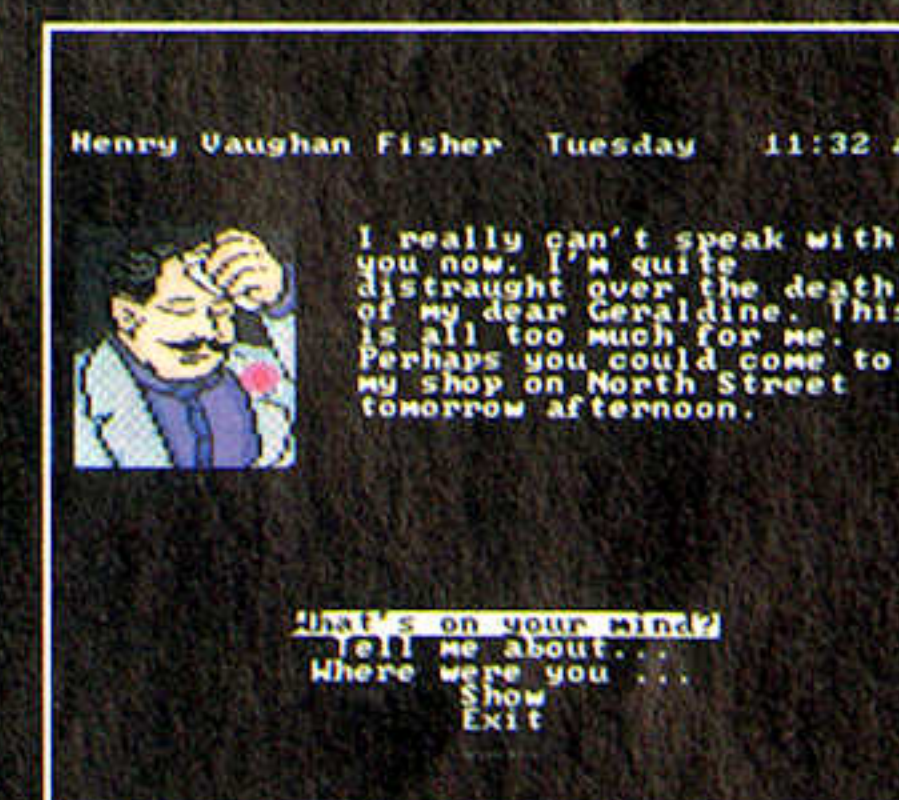 Henry Vaughan Fisher Tuesday 11:32
I really can't speak with
you now. I'm quite
distraught over the death
of my dear Geraldine. This
is all too much for me.
Perhaps you could come to
my shop on North Street
tomorrow afternoon.
What's on your mind?
Tell me about...
Where were you ...
Show
Exit